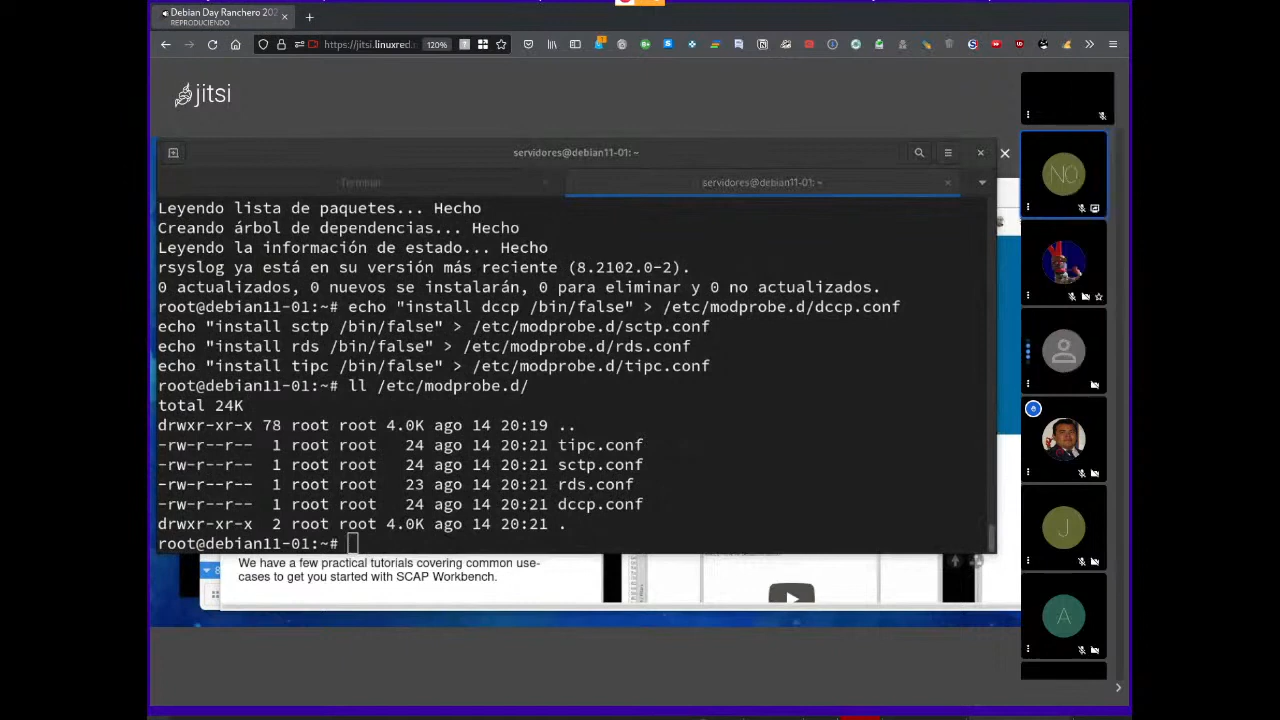 Debian Day Ranchero 202
REPRODUCIENDO
https://jitsi.linuxred.
120%
jitsi
servidores@debian11-01: ~
Terminal
servidores@debian11-01: ~
Leyendo lista de paquetes... Hecho
Creando árbol de dependencias... Hecho
Leyendo la información de estado... Hecho
rsyslog ya está en su versión más reciente (8.2102.0-2).
0 actualizados, 0 nuevos se instalarán, 0 para eliminar y 0 no actualizados.
root@debian11-01:~# echo "install dccp /bin/false" > /etc/modprobe.d/dccp.conf
echo "install sctp /bin/false" > /etc/modprobe.d/sctp.conf
echo "install rds /bin/false" > /etc/modprobe.d/rds.conf
echo "install tipc /bin/false" > /etc/modprobe.d/tipc.conf
root@debian11-01:~# ll /etc/modprobe.d/
total 24K
drwxr-xr-x 78 root root 4.0K ago 14 20:19 ..
-rw-r--r-- 1 root root 24 ago 14 20:21 tipc.conf
-rw-r--r-- 1 root root 24 ago 14 20:21 sctp.conf
-rw-r--r-- 1 root root 23 ago 14 20:21 rds.conf
-rw-r--r-- 1 root root 24 ago 14 20:21 dccp.conf
drwxr-xr-x 2 root root 4.0K ago 14 20:21 .
root@debian11-01:~#
We have a few practical tutorials covering common use-
cases to get you started with SCAP Workbench.
8
NO
J
A